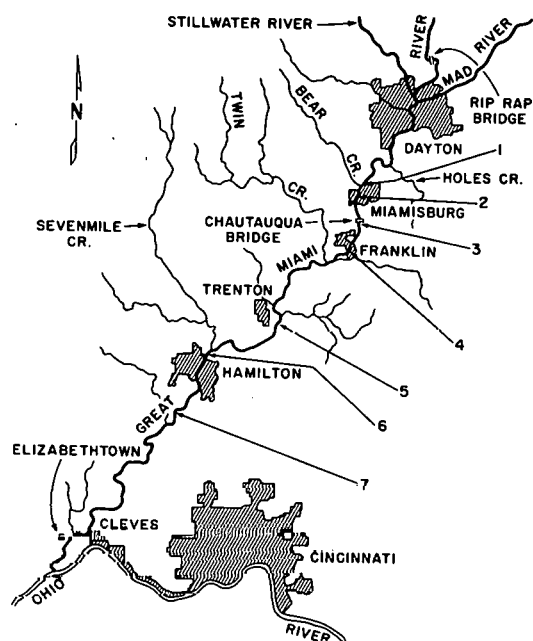 STILLWATER RIVER
RIVER
MAD RIVER
RIP RAP
BRIDGE
DAYTON
N
TWIN
CR.
BEAR
CR.
1
HOLES CR.
2
MIAMISBURG
SEVENMILE
CR.
CHAUTAUQUA
BRIDGE
3
FRANKLIN
MIAMI
TRENTON
4
5
HAMILTON
6
GREAT
7
ELIZABETHTOWN
CLEVES
CINCINNATI
OHIO
RIVER